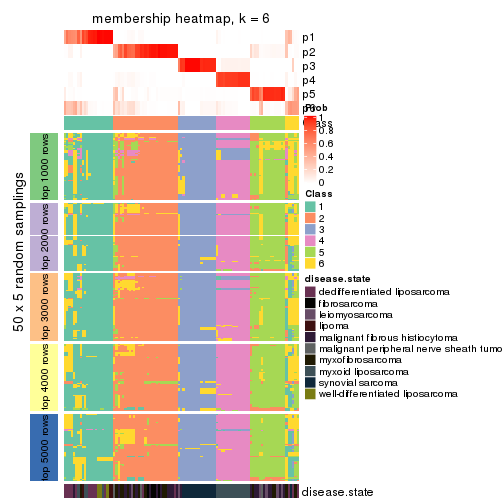 membership heatmap, k = 6
p1
p2
p3
p4
p5
Prob
1
0.8
0.6
0.4
0.2
0
Class
1
2
3
4
5
6
disease.state
dedifferentiated liposarcoma
fibrosarcoma
leiomyosarcoma
lipoma
malignant fibrous histiocytoma
malignant peripheral nerve sheath tumo
myxofibrosarcoma
myxoid liposarcoma
synovial sarcoma
well-differentiated liposarcoma
50 x 5 random samplings
top 1000 rows
top 2000 rows
top 3000 rows
top 4000 rows
top 5000 rows
disease.state